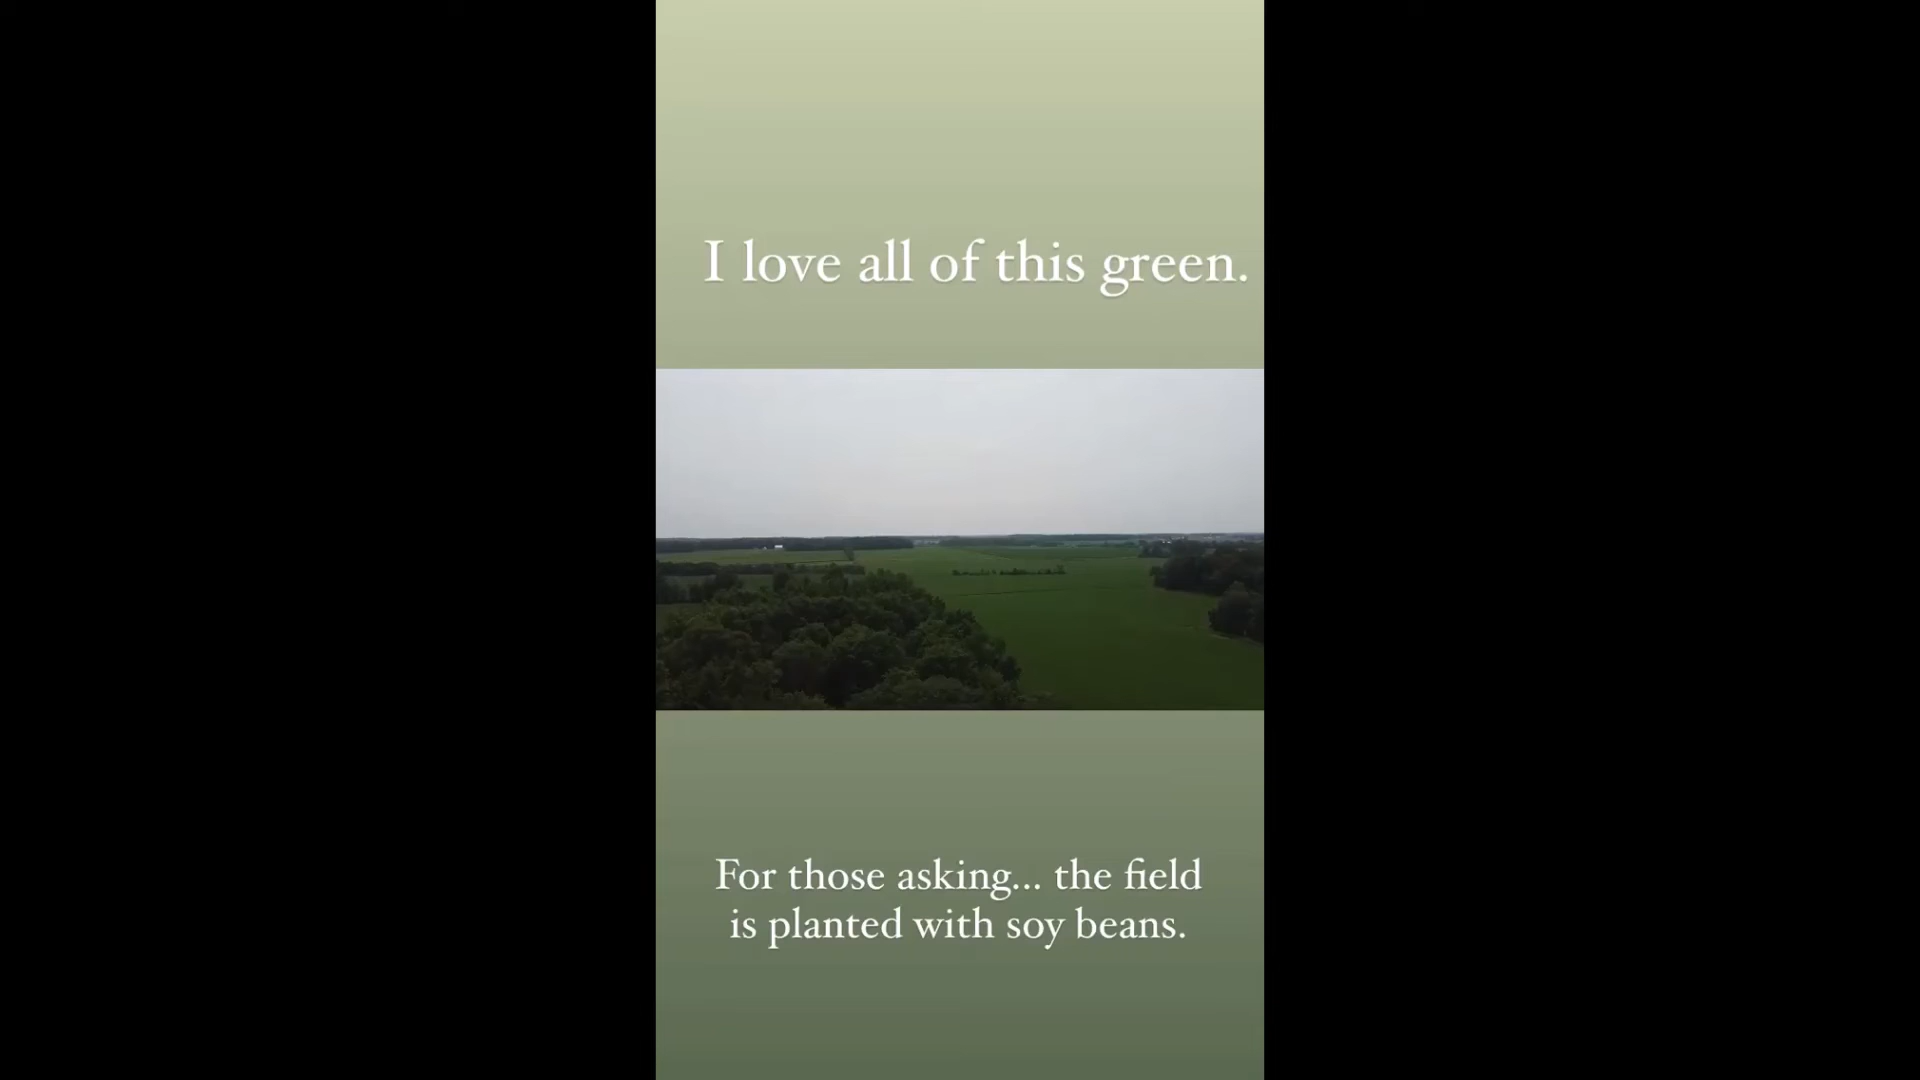 I love all of this green.
For those asking... the field
is planted with soy beans.